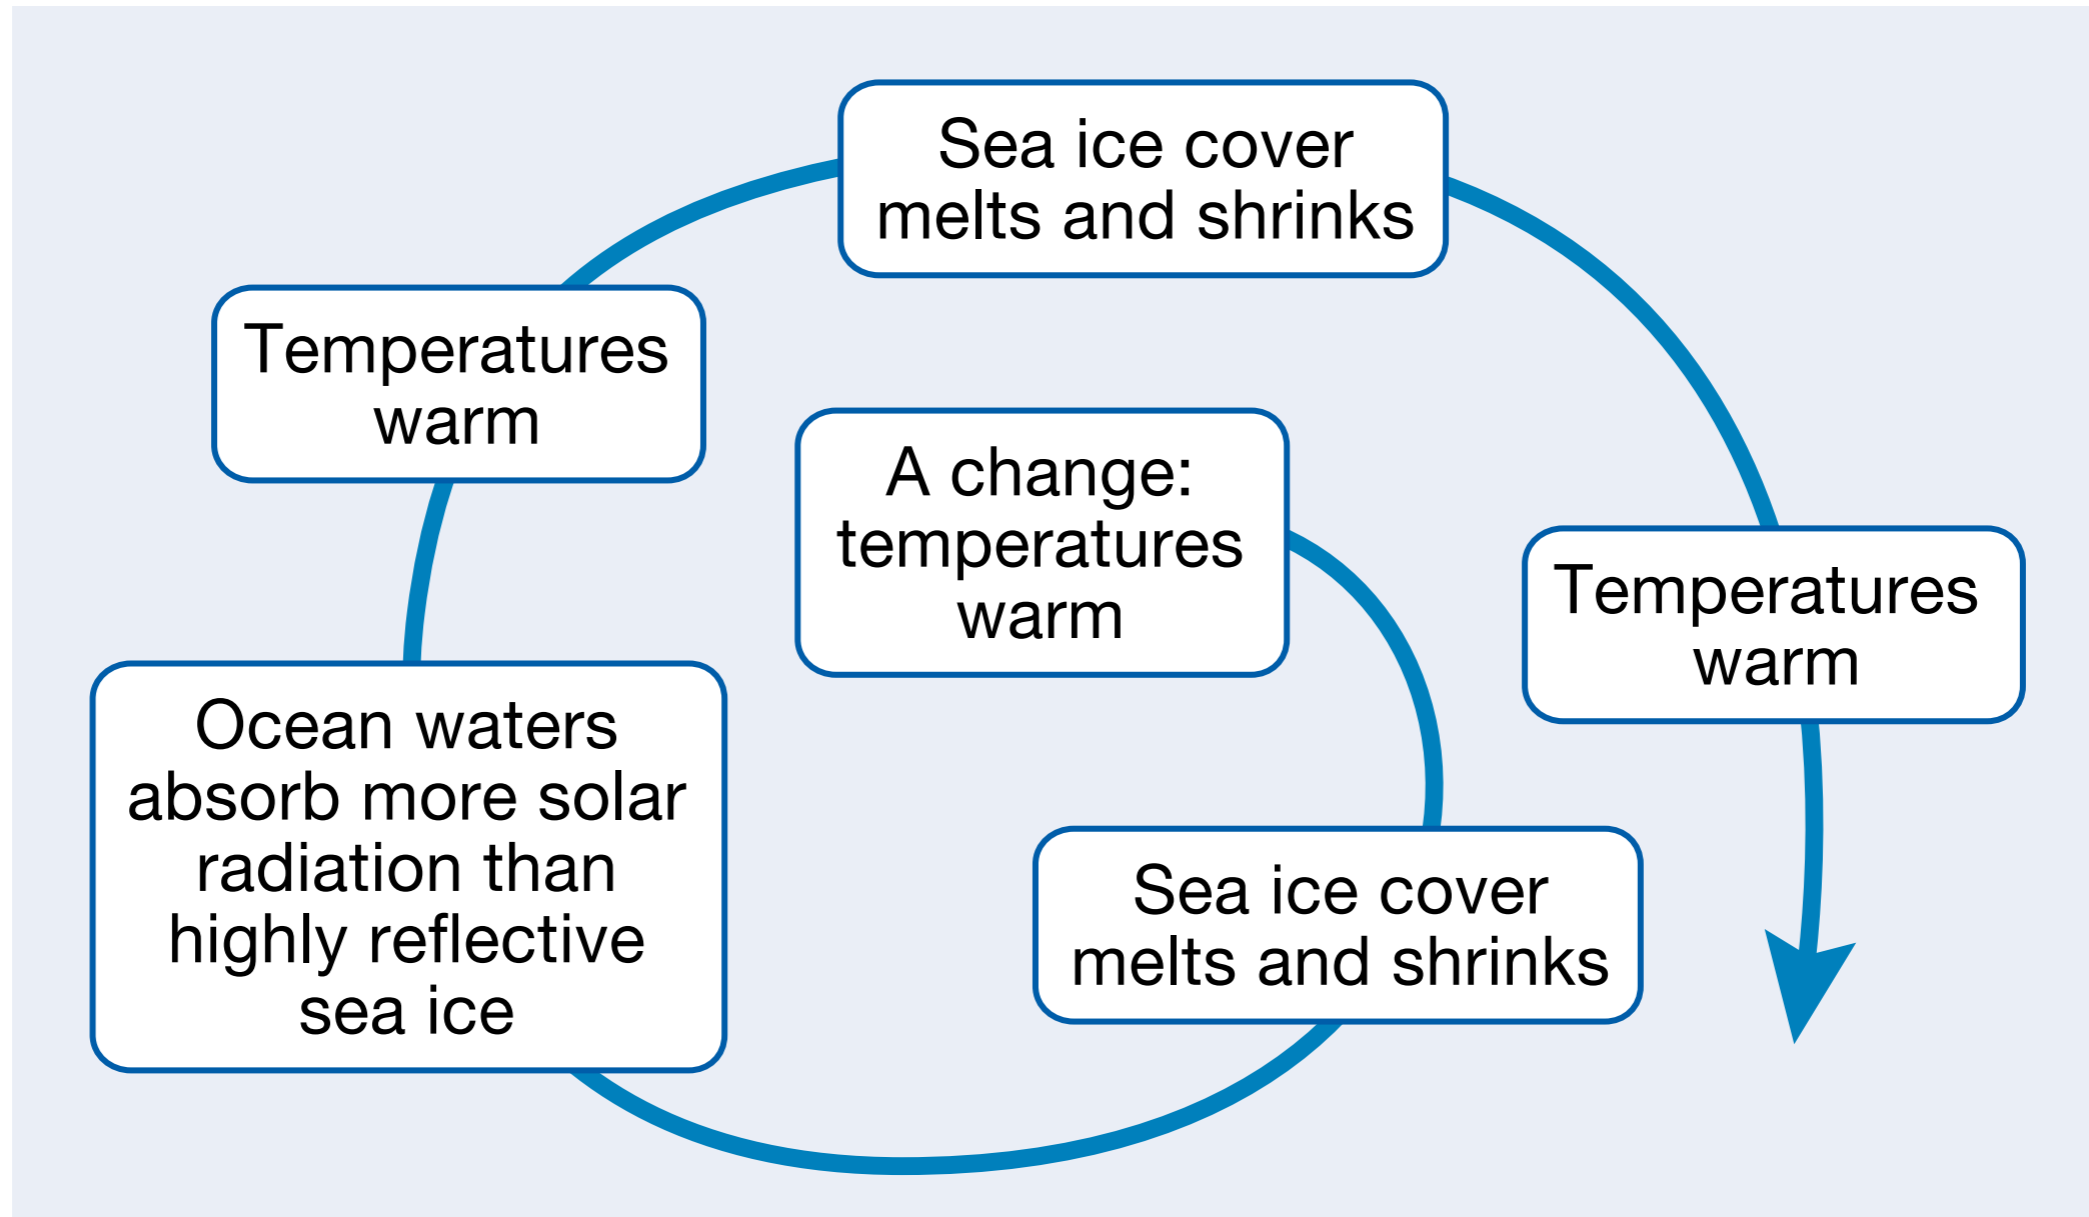 Sea ice cover
melts and shrinks
Temperatures
warm
A change:
temperatures
warm
Temperatures
warm
Ocean waters
absorb more solar
radiation than
highly reflective
sea ice
Sea ice cover
melts and shrinks